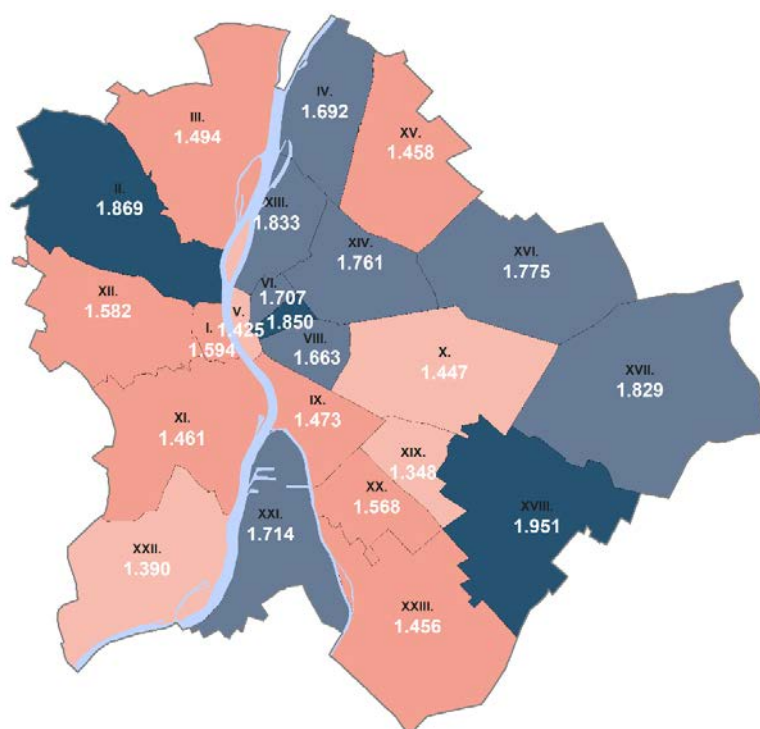 IV.
1.692
III.
1.494
XV.
1.458
II.
1.869
XIII.
1.833
XIV.
1.761
XVI.
1.775
XII.
1.582
VI.
1.707
V.
1.425
1.850
I.
1.594
VIII.
1.663
X.
1.447
XVII.
1.829
XI.
1.461
IX.
1.473
XIX.
1.348
XX.
1.568
XVIII.
1.951
XXI.
1.714
XXII.
1.390
XXIII.
1.456